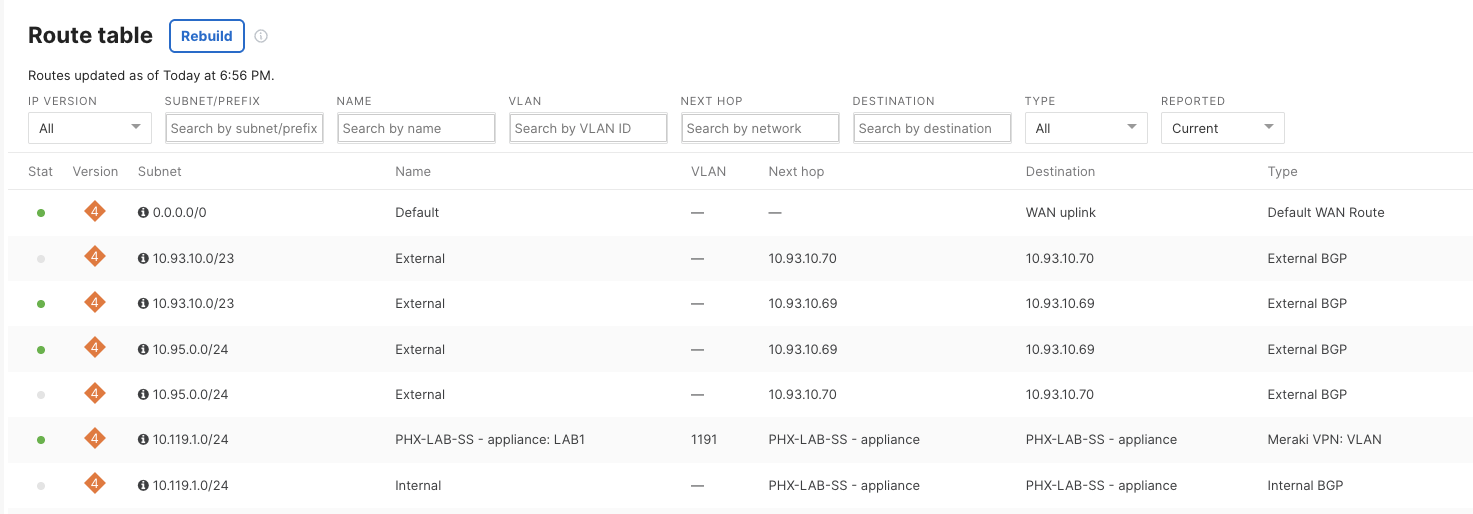 Route table Rebuild
Routes updated as of Today at 6:56 PM.
IP VERSION SUBNET/PREFIX NAME VLAN NEXT HOP DESTINATION TYPE REPORTED
All Search by subnet/prefix Search by name Search by VLAN ID Search by network Search by destination All Current
Stat Version Subnet Name VLAN Next hop Destination Type
4 0.0.0.0/0 Default — — WAN uplink Default WAN Route
4 10.93.10.0/23 External — 10.93.10.70 10.93.10.70 External BGP
4 10.93.10.0/23 External — 10.93.10.69 10.93.10.69 External BGP
4 10.95.0.0/24 External — 10.93.10.69 10.93.10.69 External BGP
4 10.95.0.0/24 External — 10.93.10.70 10.93.10.70 External BGP
4 10.119.1.0/24 PHX-LAB-SS - appliance: LAB1 1191 PHX-LAB-SS - appliance PHX-LAB-SS - appliance Meraki VPN: VLAN
4 10.119.1.0/24 Internal — PHX-LAB-SS - appliance PHX-LAB-SS - appliance Internal BGP